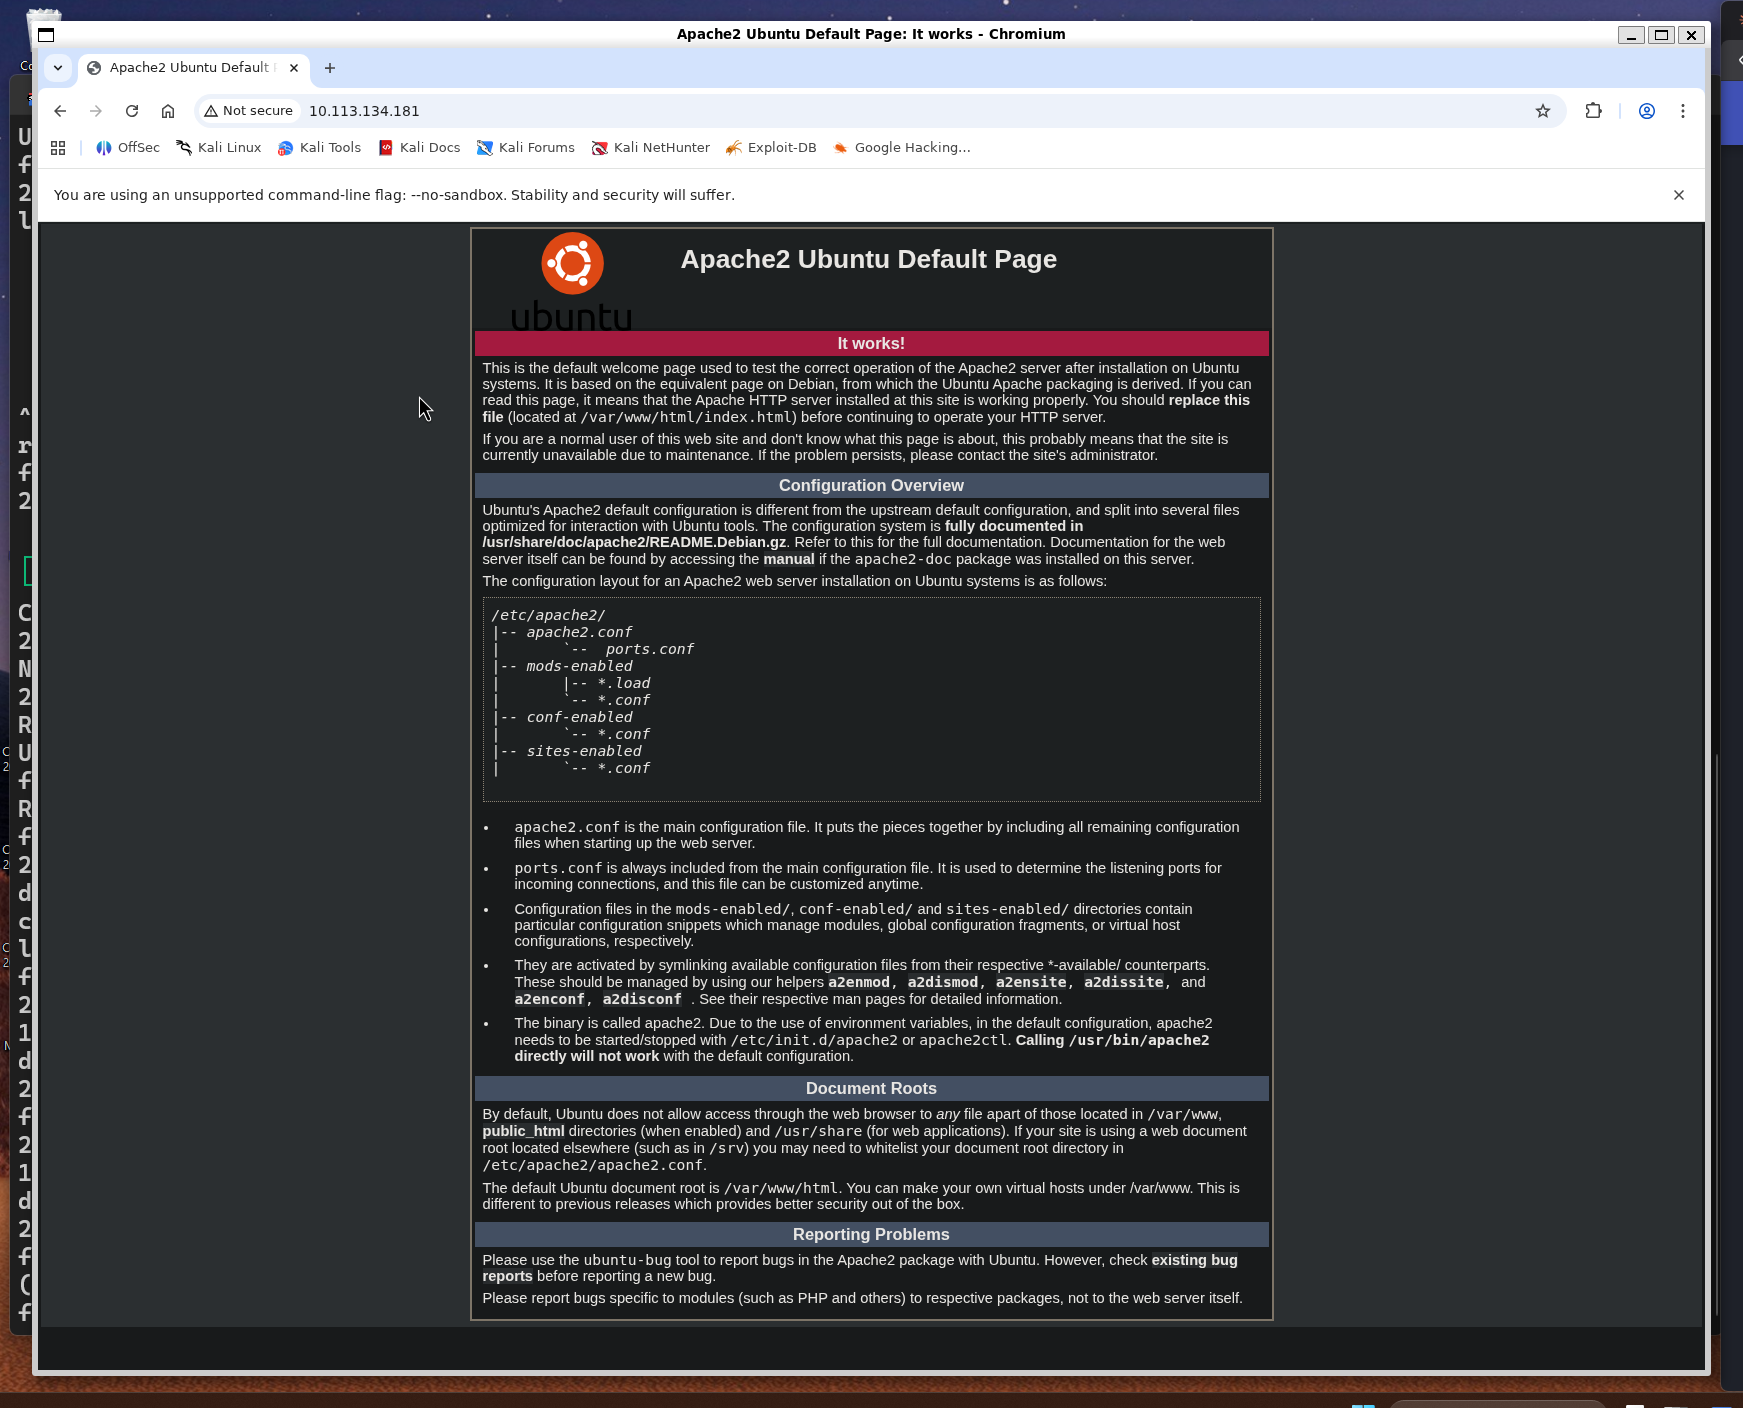 Apache2 Ubuntu Default Page: It works - Chromium
Apache2 Ubuntu Default
Not secure 10.113.134.181
OffSec Kali Linux Kali Tools Kali Docs Kali Forums Kali NetHunter Exploit-DB Google Hacking...
You are using an unsupported command-line flag: --no-sandbox. Stability and security will suffer.
Apache2 Ubuntu Default Page
ubuntu
It works!
This is the default welcome page used to test the correct operation of the Apache2 server after installation on Ubuntu
systems. It is based on the equivalent page on Debian, from which the Ubuntu Apache packaging is derived. If you can
read this page, it means that the Apache HTTP server installed at this site is working properly. You should replace this
file (located at /var/www/html/index.html) before continuing to operate your HTTP server.
If you are a normal user of this web site and don't know what this page is about, this probably means that the site is
currently unavailable due to maintenance. If the problem persists, please contact the site's administrator.
Configuration Overview
Ubuntu's Apache2 default configuration is different from the upstream default configuration, and split into several files
optimized for interaction with Ubuntu tools. The configuration system is fully documented in
/usr/share/doc/apache2/README.Debian.gz. Refer to this for the full documentation. Documentation for the web
server itself can be found by accessing the manual if the apache2-doc package was installed on this server.
The configuration layout for an Apache2 web server installation on Ubuntu systems is as follows:
/etc/apache2/
|-- apache2.conf
|       `--  ports.conf
|-- mods-enabled
|       |-- *.load
|       `-- *.conf
|-- conf-enabled
|       `-- *.conf
|-- sites-enabled
|       `-- *.conf
• apache2.conf is the main configuration file. It puts the pieces together by including all remaining configuration
files when starting up the web server.
• ports.conf is always included from the main configuration file. It is used to determine the listening ports for
incoming connections, and this file can be customized anytime.
• Configuration files in the mods-enabled/, conf-enabled/ and sites-enabled/ directories contain
particular configuration snippets which manage modules, global configuration fragments, or virtual host
configurations, respectively.
• They are activated by symlinking available configuration files from their respective *-available/ counterparts.
These should be managed by using our helpers a2enmod, a2dismod, a2ensite, a2dissite, and
a2enconf, a2disconf . See their respective man pages for detailed information.
• The binary is called apache2. Due to the use of environment variables, in the default configuration, apache2
needs to be started/stopped with /etc/init.d/apache2 or apache2ctl. Calling /usr/bin/apache2
directly will not work with the default configuration.
Document Roots
By default, Ubuntu does not allow access through the web browser to any file apart of those located in /var/www,
public_html directories (when enabled) and /usr/share (for web applications). If your site is using a web document
root located elsewhere (such as in /srv) you may need to whitelist your document root directory in
/etc/apache2/apache2.conf.
The default Ubuntu document root is /var/www/html. You can make your own virtual hosts under /var/www. This is
different to previous releases which provides better security out of the box.
Reporting Problems
Please use the ubuntu-bug tool to report bugs in the Apache2 package with Ubuntu. However, check existing bug
reports before reporting a new bug.
Please report bugs specific to modules (such as PHP and others) to respective packages, not to the web server itself.